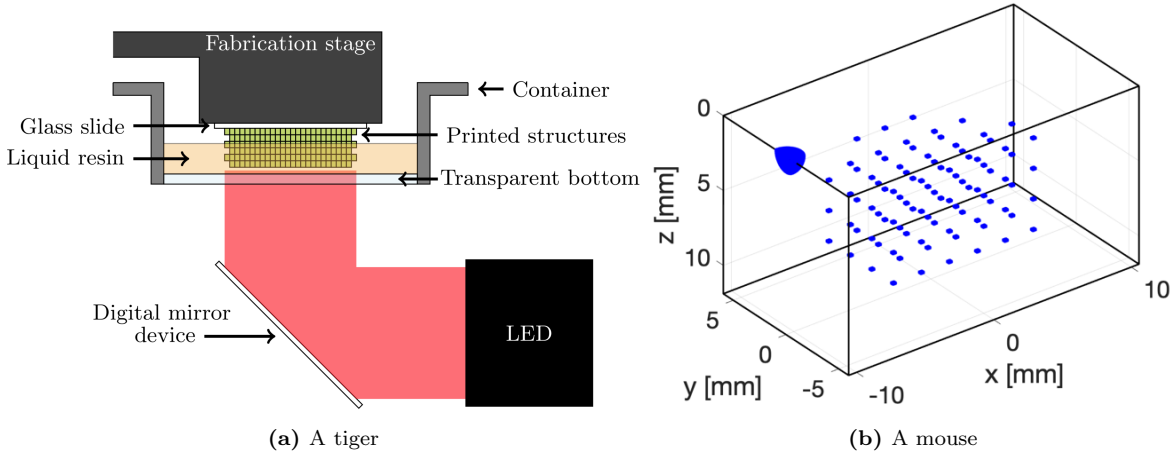 Fabrication stage
Container
Glass slide
Printed structures
Liquid resin
Transparent bottom
Digital mirror
device
LED
(a) A tiger
0
5
10
z [mm]
5
0
-5
y [mm]
-10
0
10
x [mm]
(b) A mouse